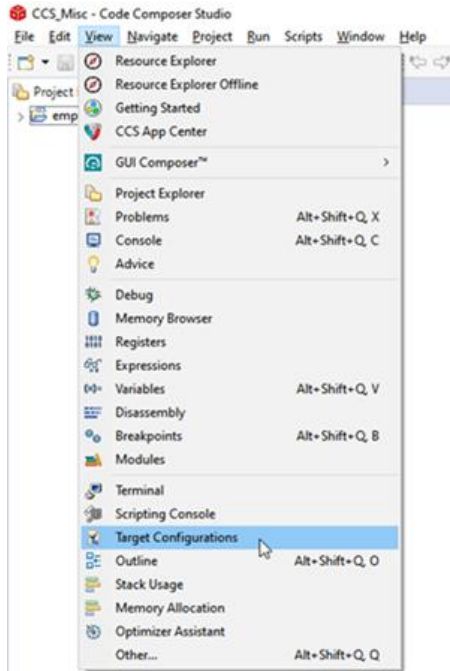 CCS_Misc - Code Composer Studio
File Edit View Navigate Project Run Scripts Window Help
Project
emp
Resource Explorer
Resource Explorer Offline
Getting Started
CCS App Center
GUI Composer™ >
Project Explorer
Problems Alt+Shift+Q, X
Console Alt+Shift+Q, C
Advice
Debug
Memory Browser
Registers
Expressions
Variables Alt+Shift+Q, V
Disassembly
Breakpoints Alt+Shift+Q, B
Modules
Terminal
Scripting Console
Target Configurations
Outline Alt+Shift+Q, O
Stack Usage
Memory Allocation
Optimizer Assistant
Other... Alt+Shift+Q, Q